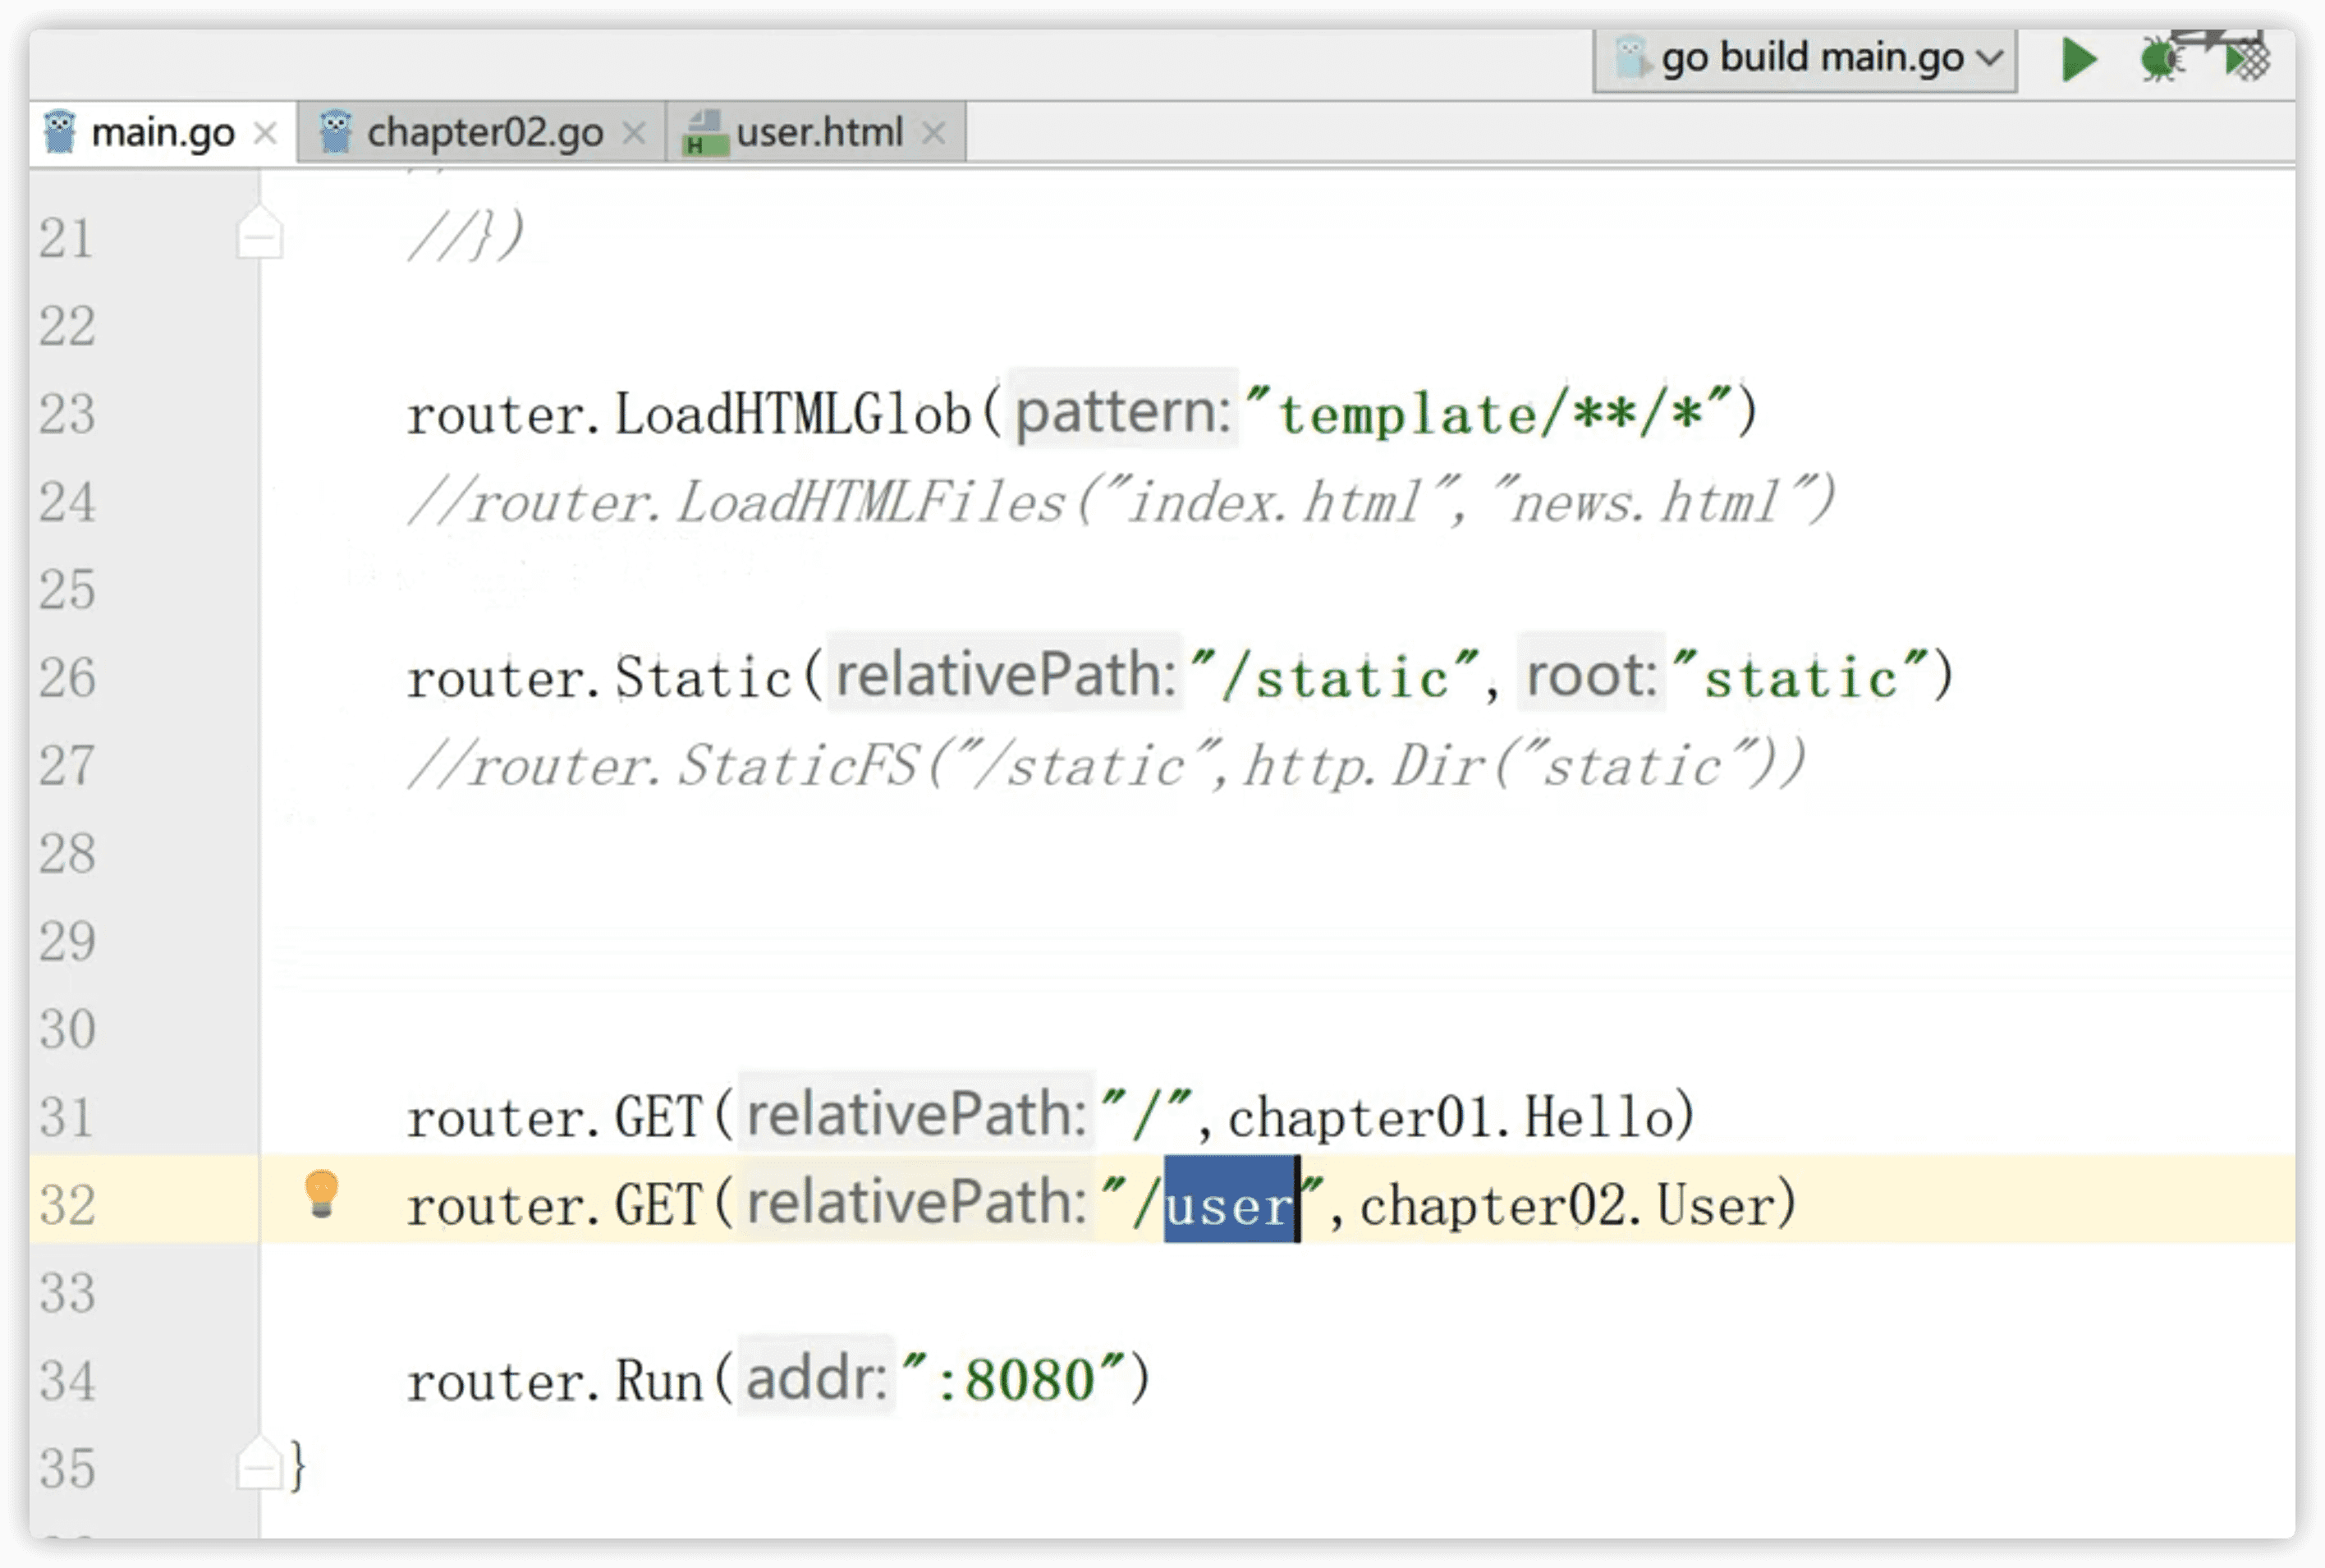 go build main.go
main.go chapter02.go H user.html
21 //})
22
23 router.LoadHTMLGlob( pattern: "template/**/*")
24 //router.LoadHTMLFiles("index.html","news.html")
25
26 router.Static( relativePath: "/static", root: "static")
27 //router.StaticFS("/static",http.Dir("static"))
28
29
30
31 router.GET( relativePath: "/",chapter01.Hello)
32 router.GET( relativePath: "/user",chapter02.User)
33
34 router.Run( addr: ":8080")
35 }